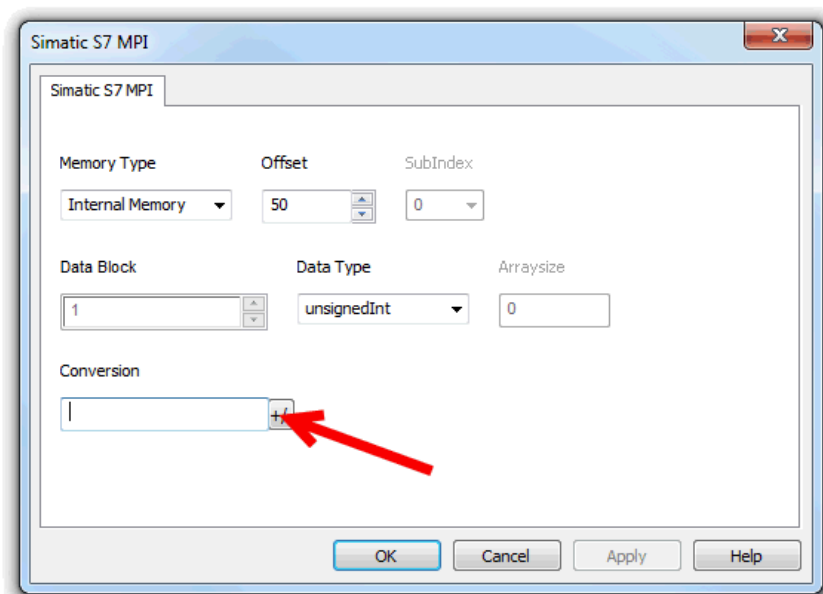 Simatic S7 MPI
Simatic S7 MPI
Memory Type Offset SubIndex
Internal Memory 50 0
Data Block Data Type Arraysize
1 unsignedInt 0
Conversion
+/
OK Cancel Apply Help